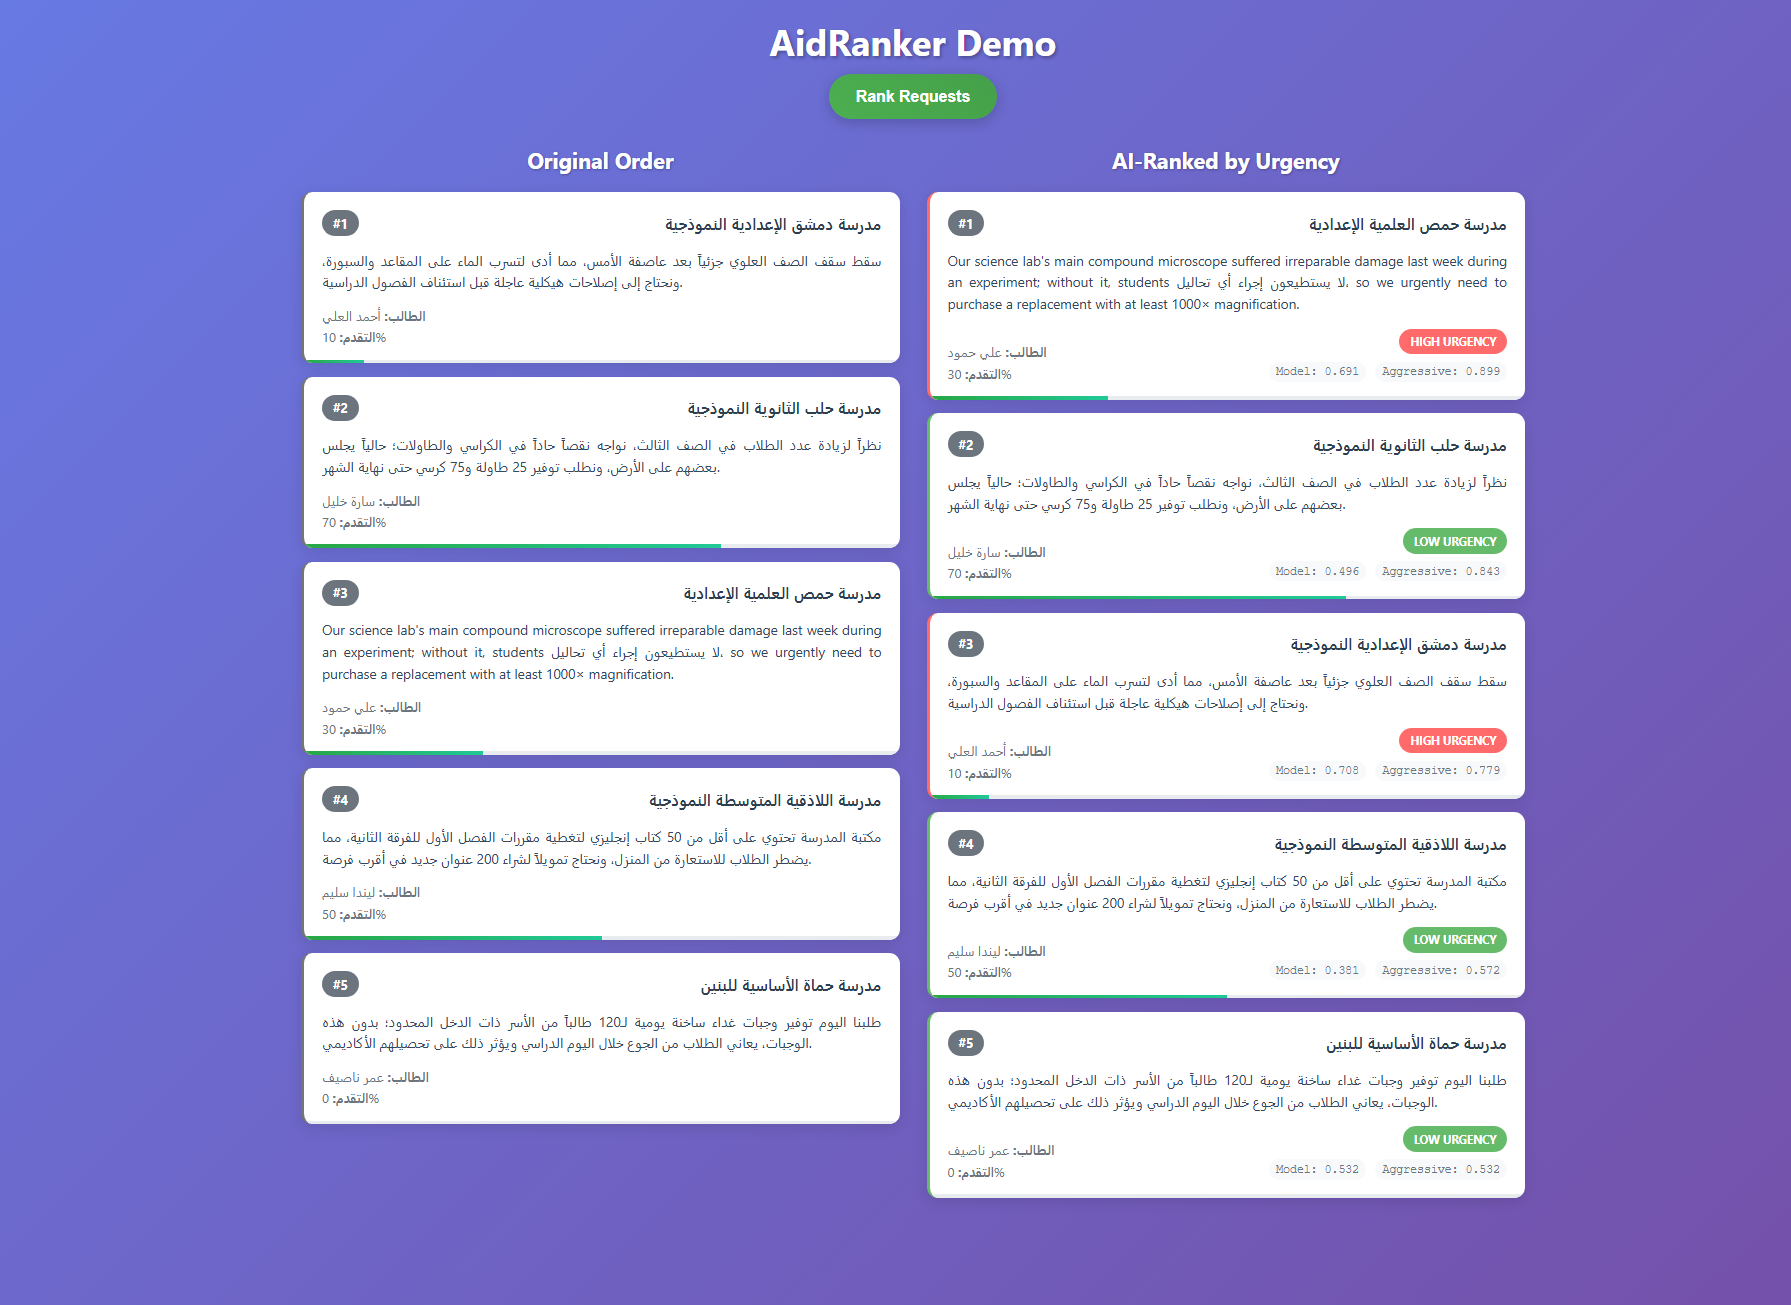 AidRanker Demo
Rank Requests
Original Order
#1
مدرسة دمشق الإعدادية النموذجية
سقط سقف الصف العلوي جزئياً بعد عاصفة الأمس، مما أدى لتسرب الماء على المقاعد والسبورة،
ونحتاج إلى إصلاحات هيكلية عاجلة قبل استئناف الفصول الدراسية.
الطالب: أحمد العلي
التقدم: 10%
#2
مدرسة حلب الثانوية النموذجية
نظراً لزيادة عدد الطلاب في الصف الثالث، نواجه نقصاً حاداً في الكراسي والطاولات؛ حالياً يجلس
بعضهم على الأرض، ونطلب توفير 25 طاولة و75 كرسي حتى نهاية الشهر.
الطالب: سارة خليل
التقدم: 70%
#3
مدرسة حمص العلمية الإعدادية
Our science lab's main compound microscope suffered irreparable damage last week during
an experiment; without it, students لا يستطيعون إجراء أي تحاليل، so we urgently need to
purchase a replacement with at least 1000× magnification.
الطالب: علي حمود
التقدم: 30%
#4
مدرسة اللاذقية المتوسطة النموذجية
مكتبة المدرسة تحتوي على أقل من 50 كتاب إنجليزي لتغطية مقررات الفصل الأول للفرقة الثانية، مما
يضطر الطلاب للاستعارة من المنزل، ونحتاج تمويلاً لشراء 200 عنوان جديد في أقرب فرصة.
الطالب: ليندا سليم
التقدم: 50%
#5
مدرسة حماة الأساسية للبنين
طلبنا اليوم توفير وجبات غداء ساخنة يومية لـ120 طالباً من الأسر ذات الدخل المحدود؛ بدون هذه
الوجبات، يعاني الطلاب من الجوع خلال اليوم الدراسي ويؤثر ذلك على تحصيلهم الأكاديمي.
الطالب: عمر ناصيف
التقدم: 0%
AI-Ranked by Urgency
#1
مدرسة حمص العلمية الإعدادية
Our science lab's main compound microscope suffered irreparable damage last week during
an experiment; without it, students لا يستطيعون إجراء أي تحاليل، so we urgently need to
purchase a replacement with at least 1000× magnification.
HIGH URGENCY
الطالب: علي حمود
التقدم: 30%
Model: 0.691 Aggressive: 0.899
#2
مدرسة حلب الثانوية النموذجية
نظراً لزيادة عدد الطلاب في الصف الثالث، نواجه نقصاً حاداً في الكراسي والطاولات؛ حالياً يجلس
بعضهم على الأرض، ونطلب توفير 25 طاولة و75 كرسي حتى نهاية الشهر.
LOW URGENCY
الطالب: سارة خليل
التقدم: 70%
Model: 0.496 Aggressive: 0.843
#3
مدرسة دمشق الإعدادية النموذجية
سقط سقف الصف العلوي جزئياً بعد عاصفة الأمس، مما أدى لتسرب الماء على المقاعد والسبورة،
ونحتاج إلى إصلاحات هيكلية عاجلة قبل استئناف الفصول الدراسية.
HIGH URGENCY
الطالب: أحمد العلي
التقدم: 10%
Model: 0.708 Aggressive: 0.779
#4
مدرسة اللاذقية المتوسطة النموذجية
مكتبة المدرسة تحتوي على أقل من 50 كتاب إنجليزي لتغطية مقررات الفصل الأول للفرقة الثانية، مما
يضطر الطلاب للاستعارة من المنزل، ونحتاج تمويلاً لشراء 200 عنوان جديد في أقرب فرصة.
LOW URGENCY
الطالب: ليندا سليم
التقدم: 50%
Model: 0.381 Aggressive: 0.572
#5
مدرسة حماة الأساسية للبنين
طلبنا اليوم توفير وجبات غداء ساخنة يومية لـ120 طالباً من الأسر ذات الدخل المحدود؛ بدون هذه
الوجبات، يعاني الطلاب من الجوع خلال اليوم الدراسي ويؤثر ذلك على تحصيلهم الأكاديمي.
LOW URGENCY
الطالب: عمر ناصيف
التقدم: 0%
Model: 0.532 Aggressive: 0.532